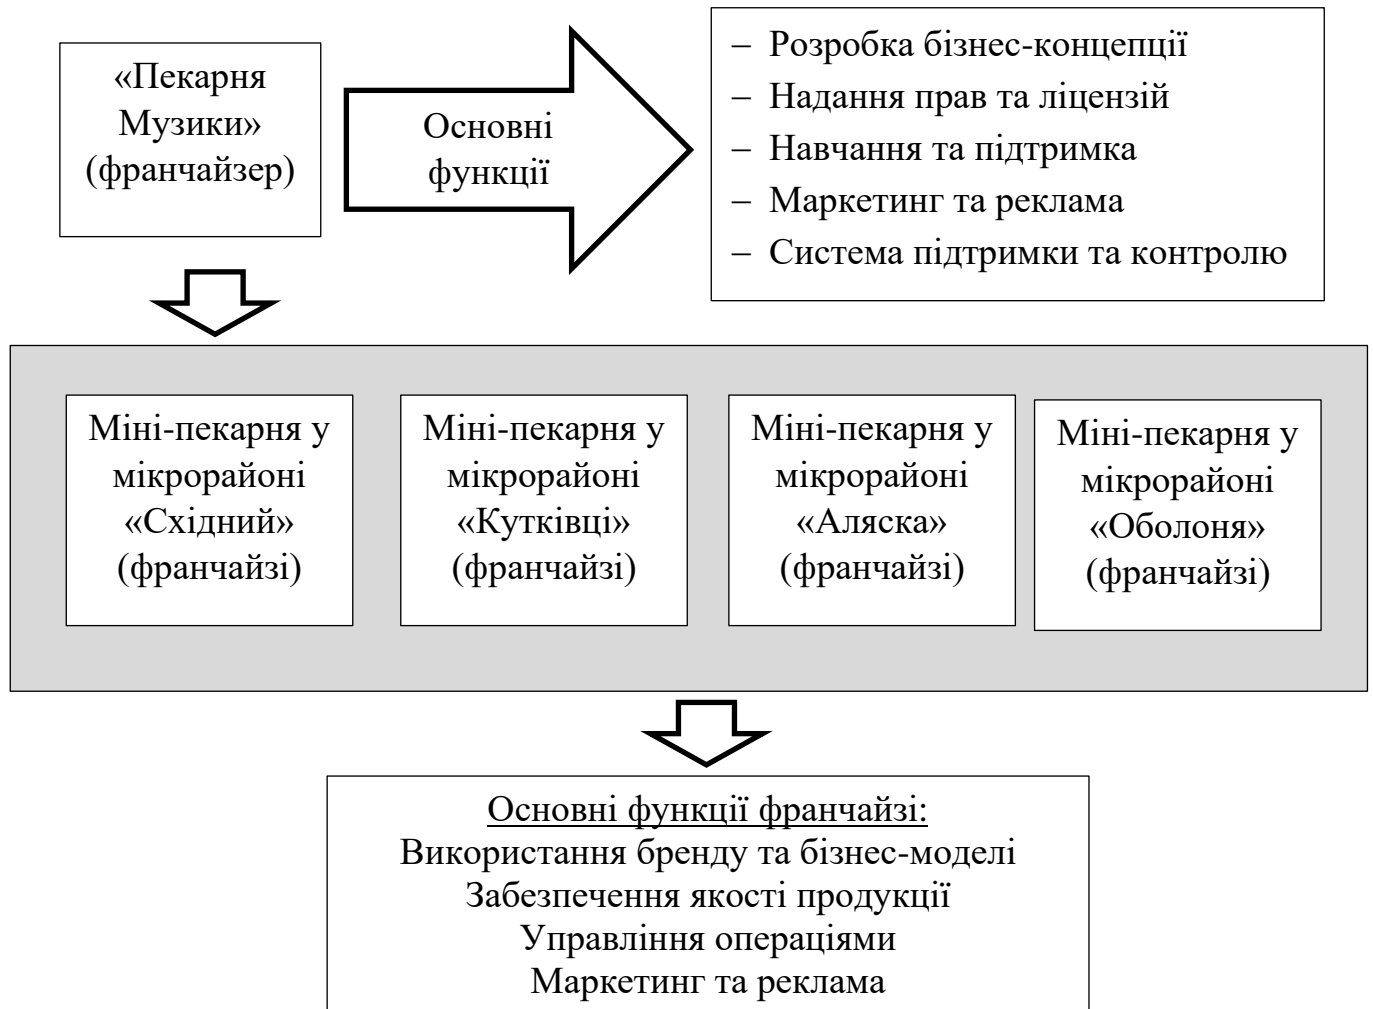 «Пекарня
Музики»
(франчайзер)
Основні
функції
– Розробка бізнес-концепції
– Надання прав та ліцензій
– Навчання та підтримка
– Маркетинг та реклама
– Система підтримки та контролю
Міні-пекарня у
мікрорайоні
«Східний»
(франчайзі)
Міні-пекарня у
мікрорайоні
«Кутківці»
(франчайзі)
Міні-пекарня у
мікрорайоні
«Аляска»
(франчайзі)
Міні-пекарня у
мікрорайоні
«Оболоня»
(франчайзі)
Основні функції франчайзі:
Використання бренду та бізнес-моделі
Забезпечення якості продукції
Управління операціями
Маркетинг та реклама